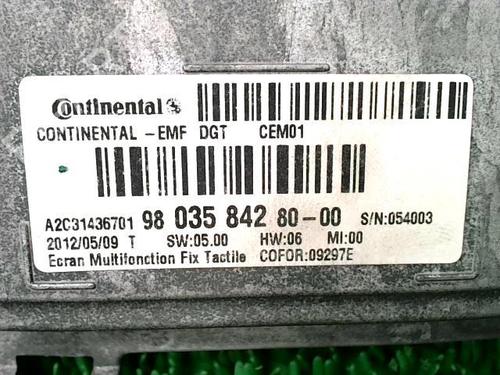 Continental
CONTINENTAL -EMF DGT CEM01
A2C31436701 98 035 842 80-00 S/N:054003
2012/05/09 T SW:05.00 HW:06 MI:00
Ecran Multifonction Fix Tactile COFOR:09297E